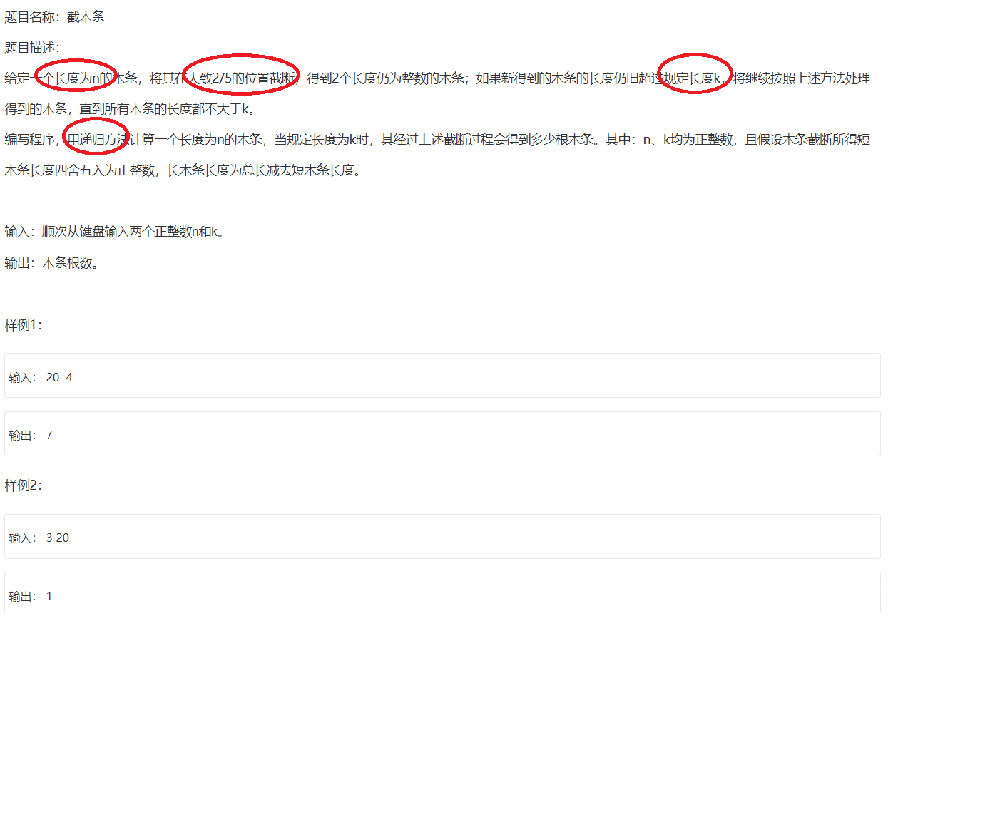 题目名称：截木条
题目描述：
给定一个长度为n的木条，将其在大致2/5的位置截断，得到2个长度仍为整数的木条；如果新得到的木条的长度仍旧超过规定长度k，将继续按照上述方法处理
得到的木条，直到所有木条的长度都不大于k。
编写程序，用递归方法计算一个长度为n的木条，当规定长度为k时，其经过上述截断过程会得到多少根木条。其中：n、k均为正整数，且假设木条截断所得短
木条长度四舍五入为正整数，长木条长度为总长减去短木条长度。
输入：顺次从键盘输入两个正整数n和k。
输出：木条根数。
样例1：
输入： 20  4
输出： 7
样例2：
输入： 3 20
输出： 1